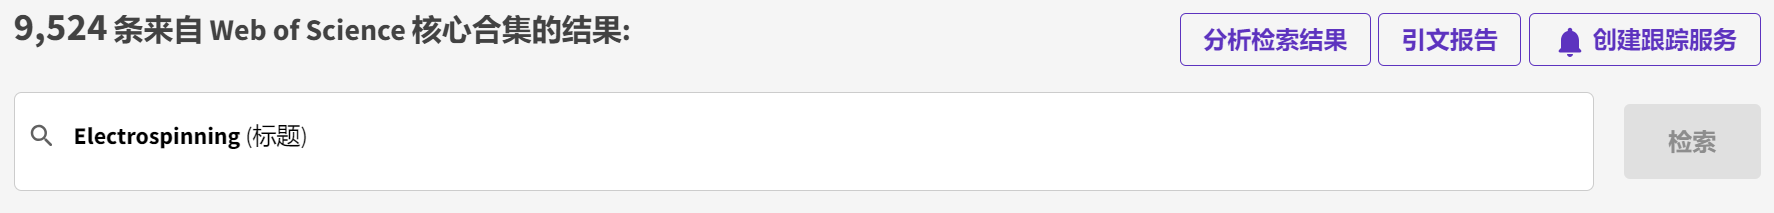 9,524 条来自 Web of Science 核心合集的结果:
分析检索结果
引文报告
创建跟踪服务
Electrospinning (标题)
检索